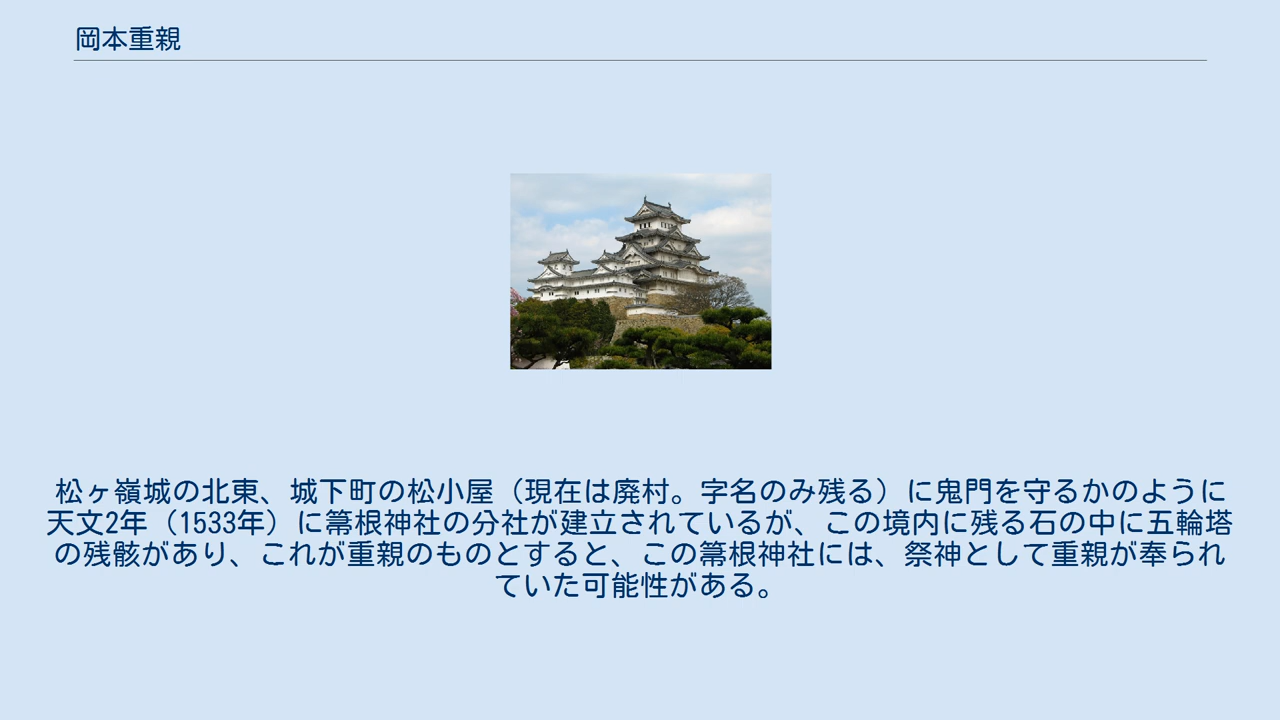 岡本重親
松ヶ嶺城の北東、城下町の松小屋（現在は廃村。字名のみ残る）に鬼門を守るかのように
天文2年（1533年）に箒根神社の分社が建立されているが、この境内に残る石の中に五輪塔
の残骸があり、これが重親のものとすると、この箒根神社には、祭神として重親が奉られ
ていた可能性がある。